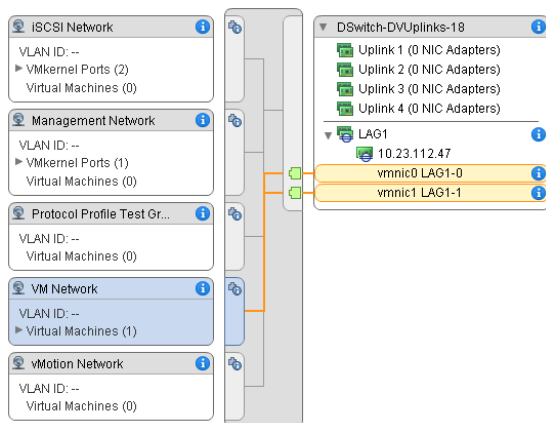 iSCSI Network
VLAN ID: --
VMkernel Ports (2)
Virtual Machines (0)
Management Network
VLAN ID: --
VMkernel Ports (1)
Virtual Machines (0)
Protocol Profile Test Gr...
VLAN ID: --
Virtual Machines (0)
VM Network
VLAN ID: --
Virtual Machines (1)
vMotion Network
VLAN ID: --
Virtual Machines (0)
DSwitch-DVUplinks-18
Uplink 1 (0 NIC Adapters)
Uplink 2 (0 NIC Adapters)
Uplink 3 (0 NIC Adapters)
Uplink 4 (0 NIC Adapters)
LAG1
10.23.112.47
vmnic0 LAG1-0
vmnic1 LAG1-1